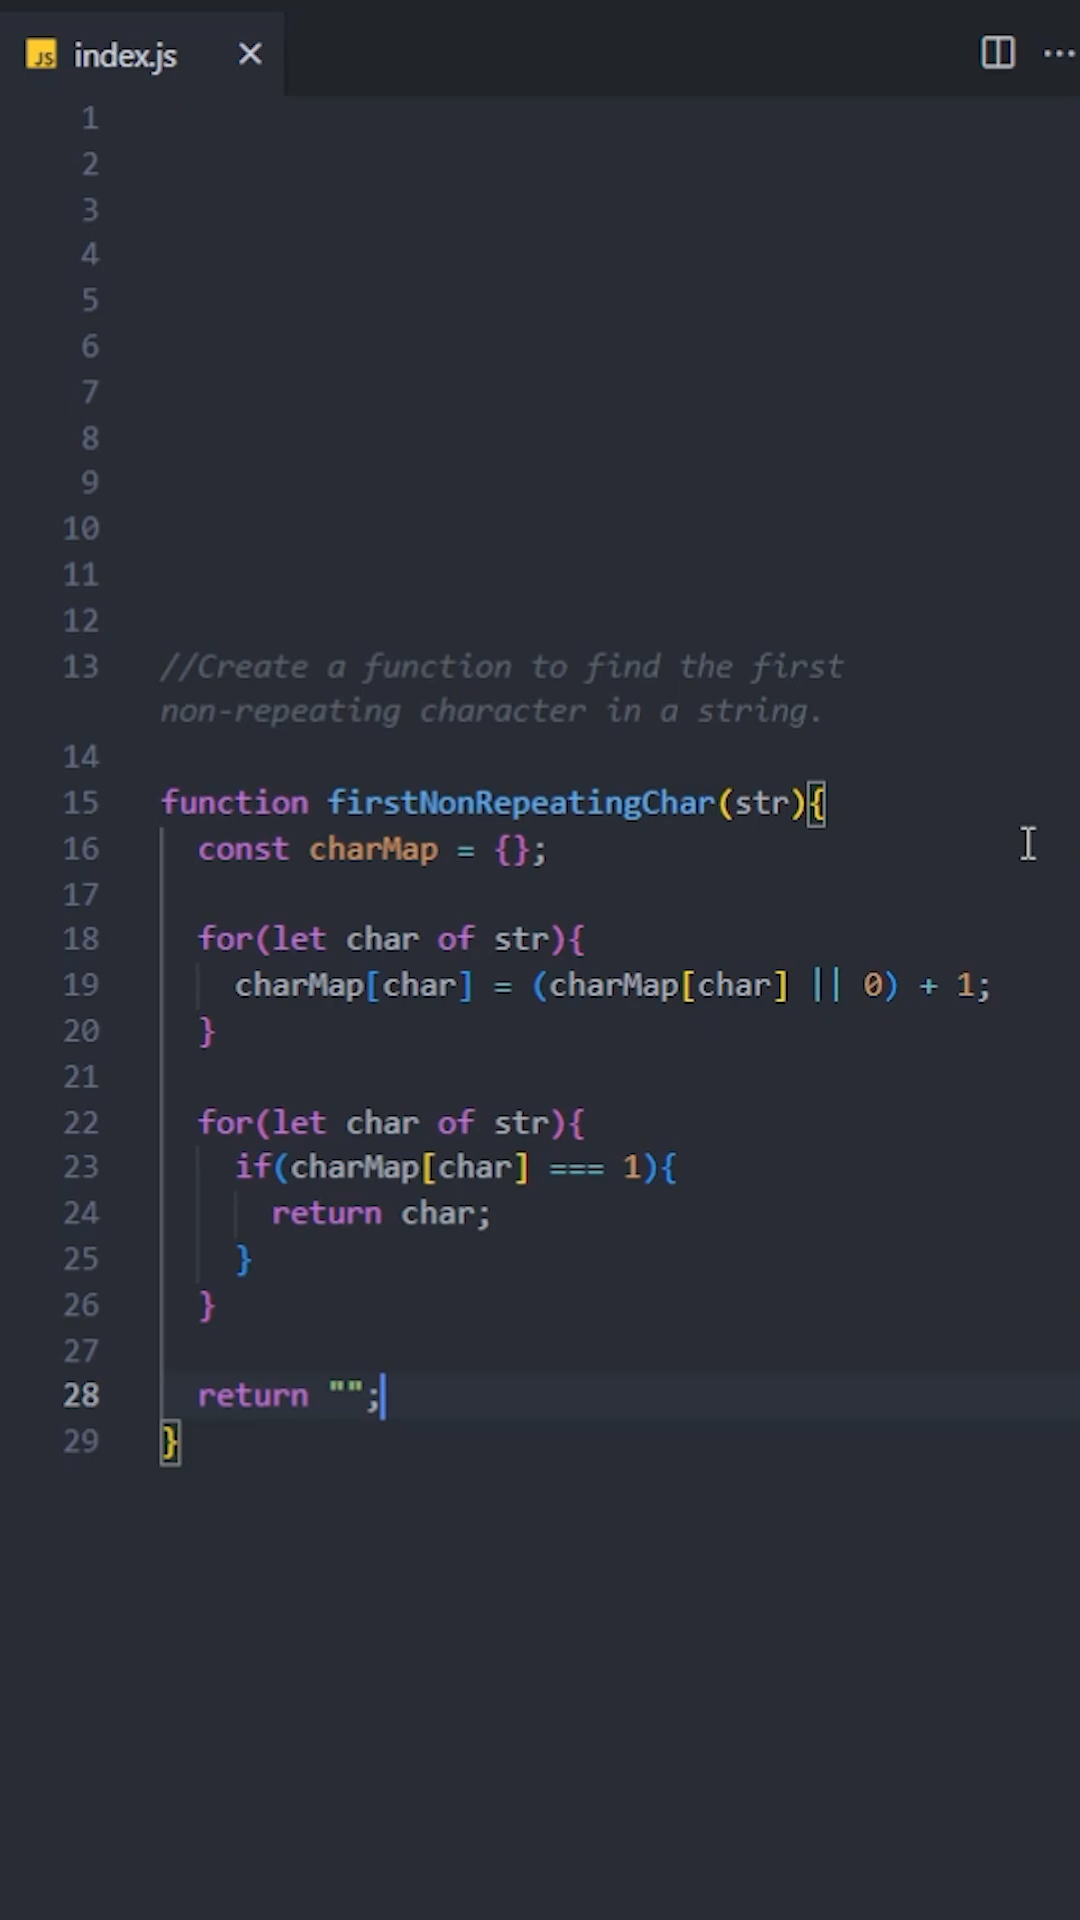 JS index.js
1
2
3
4
5
6
7
8
9
10
11
12
13 //Create a function to find the first
non-repeating character in a string.
14
15 function firstNonRepeatingChar(str){
16 const charMap = {};
17
18 for(let char of str){
19 charMap[char] = (charMap[char] || 0) + 1;
20 }
21
22 for(let char of str){
23 if(charMap[char] === 1){
24 return char;
25 }
26 }
27
28 return "";
29 }